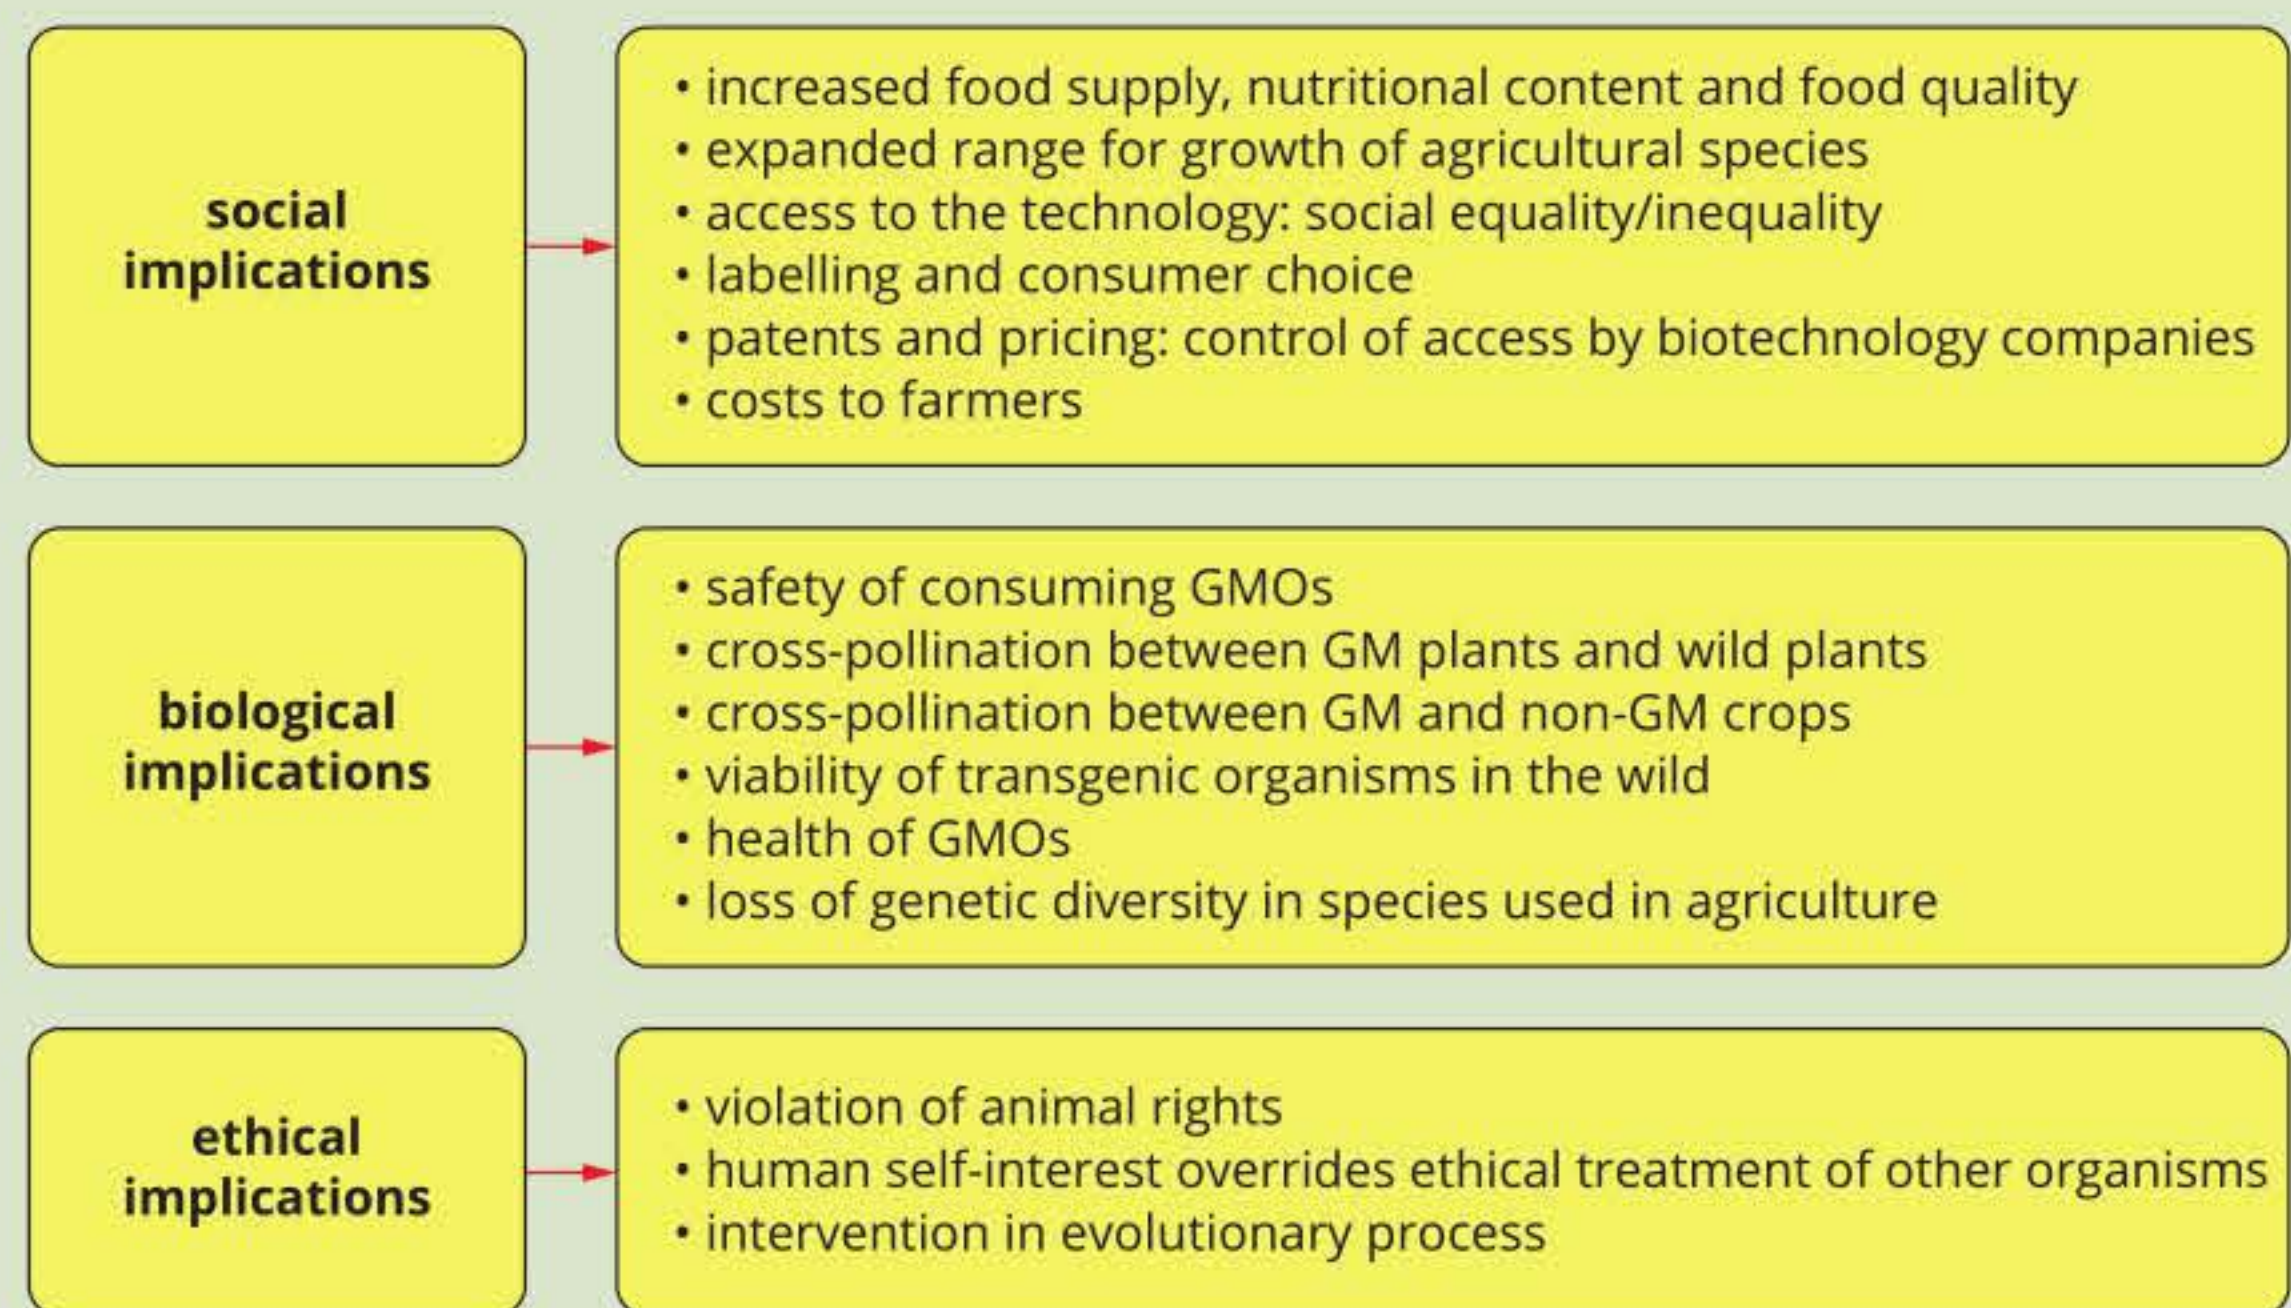 social
implications
• increased food supply, nutritional content and food quality
• expanded range for growth of agricultural species
• access to the technology: social equality/inequality
• labelling and consumer choice
• patents and pricing: control of access by biotechnology companies
• costs to farmers
biological
implications
• safety of consuming GMOs
• cross-pollination between GM plants and wild plants
• cross-pollination between GM and non-GM crops
• viability of transgenic organisms in the wild
• health of GMOs
• loss of genetic diversity in species used in agriculture
ethical
implications
• violation of animal rights
• human self-interest overrides ethical treatment of other organisms
• intervention in evolutionary process